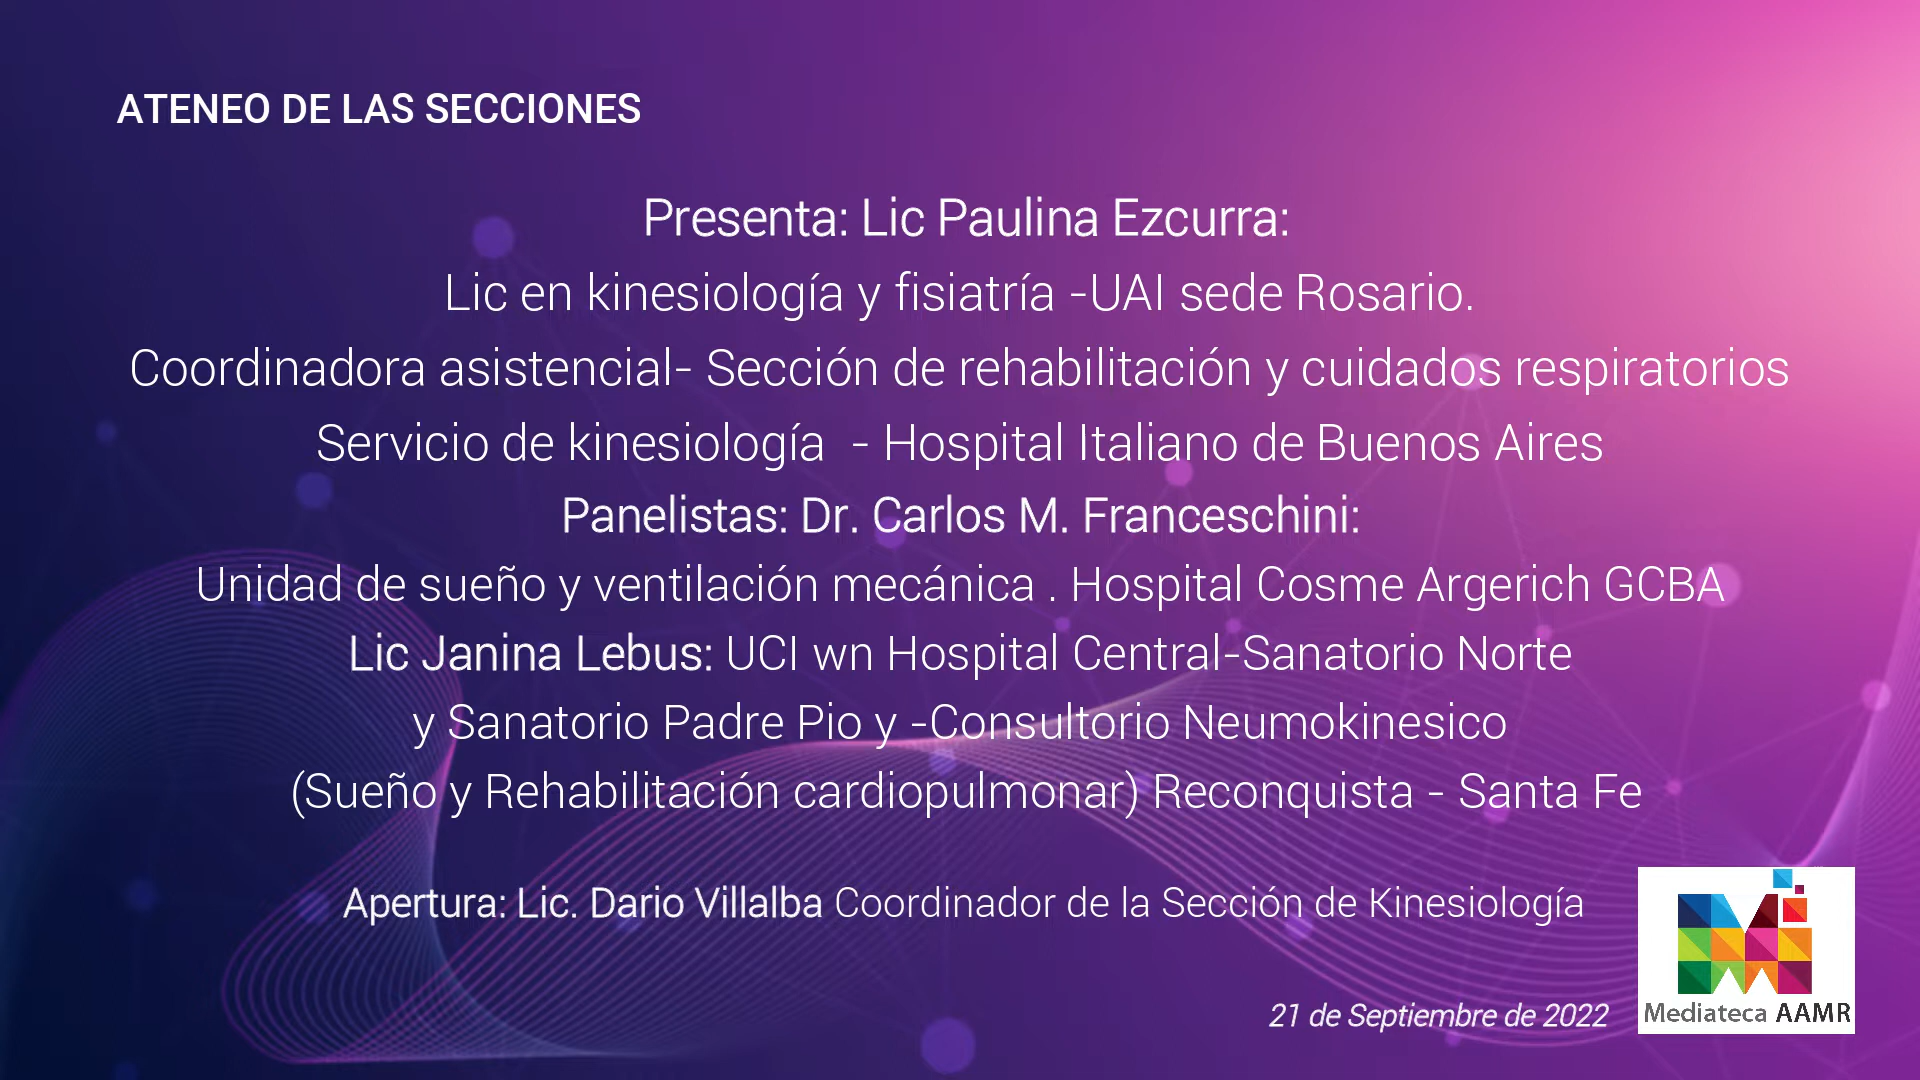 ATENEO DE LAS SECCIONES
Presenta: Lic Paulina Ezcurra:
Lic en kinesiología y fisiatría -UAI sede Rosario.
Coordinadora asistencial- Sección de rehabilitación y cuidados respiratorios
Servicio de kinesiología - Hospital Italiano de Buenos Aires
Panelistas: Dr. Carlos M. Franceschini:
Unidad de sueño y ventilación mecánica . Hospital Cosme Argerich GCBA
Lic Janina Lebus: UCI wn Hospital Central-Sanatorio Norte
y Sanatorio Padre Pio y -Consultorio Neumokinesico
(Sueño y Rehabilitación cardiopulmonar) Reconquista - Santa Fe
Apertura: Lic. Dario Villalba Coordinador de la Sección de Kinesiología
21 de Septiembre de 2022
Mediateca AAMR